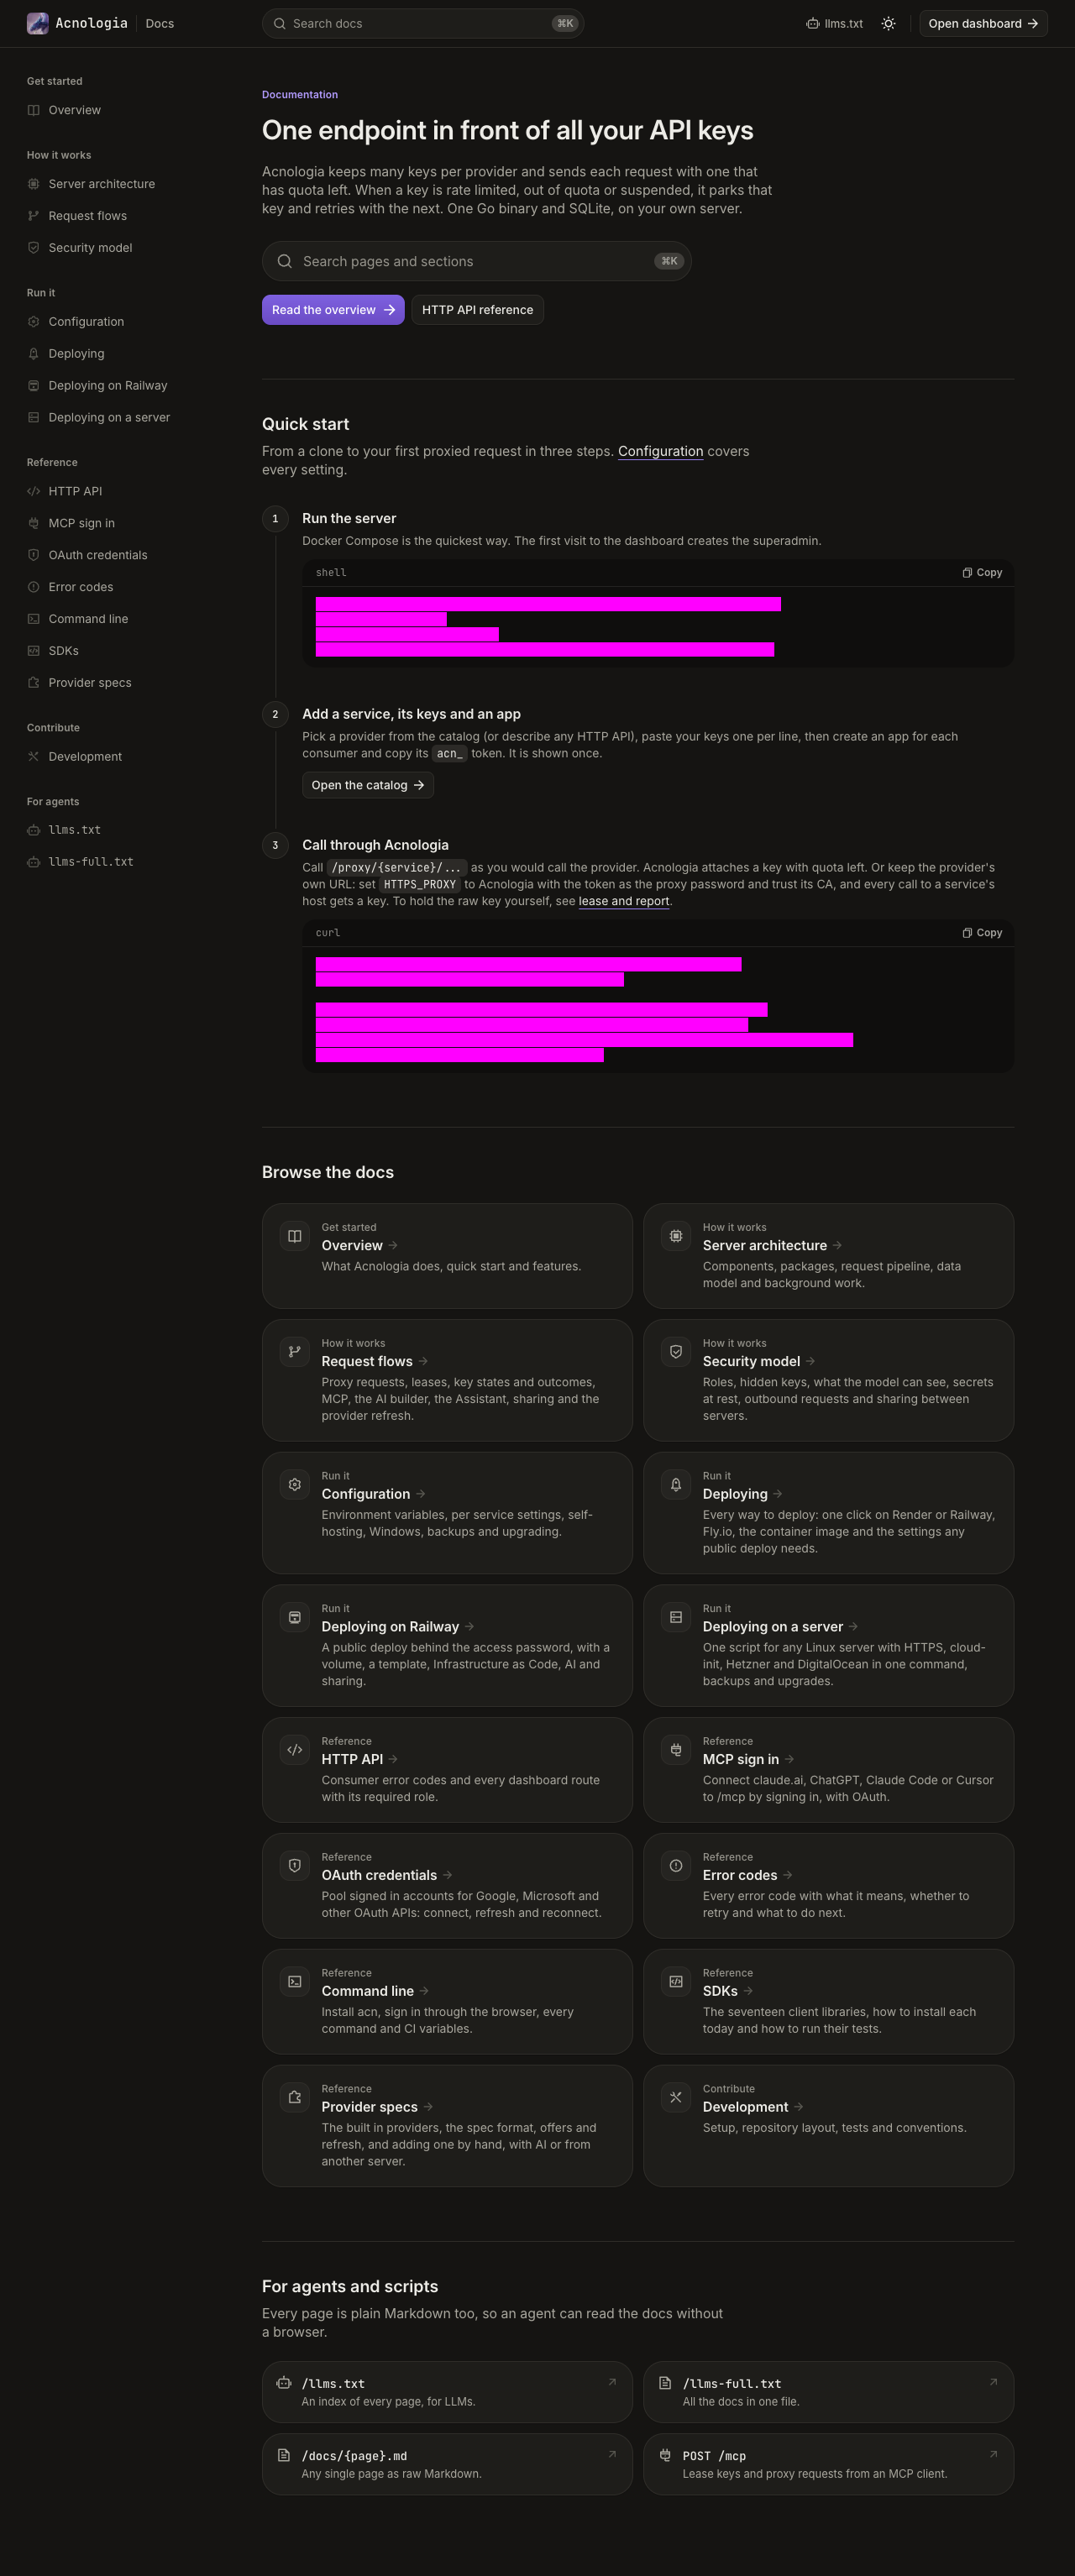 Acnologia
Docs
Search docs
⌘K
llms.txt
Open dashboard
Get started
Overview
How it works
Server architecture
Request flows
Security model
Run it
Configuration
Deploying
Deploying on Railway
Deploying on a server
Reference
HTTP API
MCP sign in
OAuth credentials
Error codes
Command line
SDKs
Provider specs
Contribute
Development
For agents
llms.txt
llms-full.txt
Documentation
One endpoint in front of all your API keys
Acnologia keeps many keys per provider and sends each request with one that
has quota left. When a key is rate limited, out of quota or suspended, it parks that
key and retries with the next. One Go binary and SQLite, on your own server.
Search pages and sections
⌘K
Read the overview
HTTP API reference
Quick start
From a clone to your first proxied request in three steps. Configuration covers
every setting.
1
Run the server
Docker Compose is the quickest way. The first visit to the dashboard creates the superadmin.
shell
Copy
2
Add a service, its keys and an app
Pick a provider from the catalog (or describe any HTTP API), paste your keys one per line, then create an app for each
consumer and copy its acn_ token. It is shown once.
Open the catalog
3
Call through Acnologia
Call /proxy/{service}/... as you would call the provider. Acnologia attaches a key with quota left. Or keep the provider's
own URL: set HTTPS_PROXY to Acnologia with the token as the proxy password and trust its CA, and every call to a service's
host gets a key. To hold the raw key yourself, see lease and report.
curl
Copy
Browse the docs
Get started
Overview
What Acnologia does, quick start and features.
How it works
Server architecture
Components, packages, request pipeline, data
model and background work.
How it works
Request flows
Proxy requests, leases, key states and outcomes,
MCP, the AI builder, the Assistant, sharing and the
provider refresh.
How it works
Security model
Roles, hidden keys, what the model can see, secrets
at rest, outbound requests and sharing between
servers.
Run it
Configuration
Environment variables, per service settings, self-
hosting, Windows, backups and upgrading.
Run it
Deploying
Every way to deploy: one click on Render or Railway,
Fly.io, the container image and the settings any
public deploy needs.
Run it
Deploying on Railway
A public deploy behind the access password, with a
volume, a template, Infrastructure as Code, AI and
sharing.
Run it
Deploying on a server
One script for any Linux server with HTTPS, cloud-
init, Hetzner and DigitalOcean in one command,
backups and upgrades.
Reference
HTTP API
Consumer error codes and every dashboard route
with its required role.
Reference
MCP sign in
Connect claude.ai, ChatGPT, Claude Code or Cursor
to /mcp by signing in, with OAuth.
Reference
OAuth credentials
Pool signed in accounts for Google, Microsoft and
other OAuth APIs: connect, refresh and reconnect.
Reference
Error codes
Every error code with what it means, whether to
retry and what to do next.
Reference
Command line
Install acn, sign in through the browser, every
command and CI variables.
Reference
SDKs
The seventeen client libraries, how to install each
today and how to run their tests.
Reference
Provider specs
The built in providers, the spec format, offers and
refresh, and adding one by hand, with AI or from
another server.
Contribute
Development
Setup, repository layout, tests and conventions.
For agents and scripts
Every page is plain Markdown too, so an agent can read the docs without
a browser.
/llms.txt
An index of every page, for LLMs.
/llms-full.txt
All the docs in one file.
/docs/{page}.md
Any single page as raw Markdown.
POST /mcp
Lease keys and proxy requests from an MCP client.